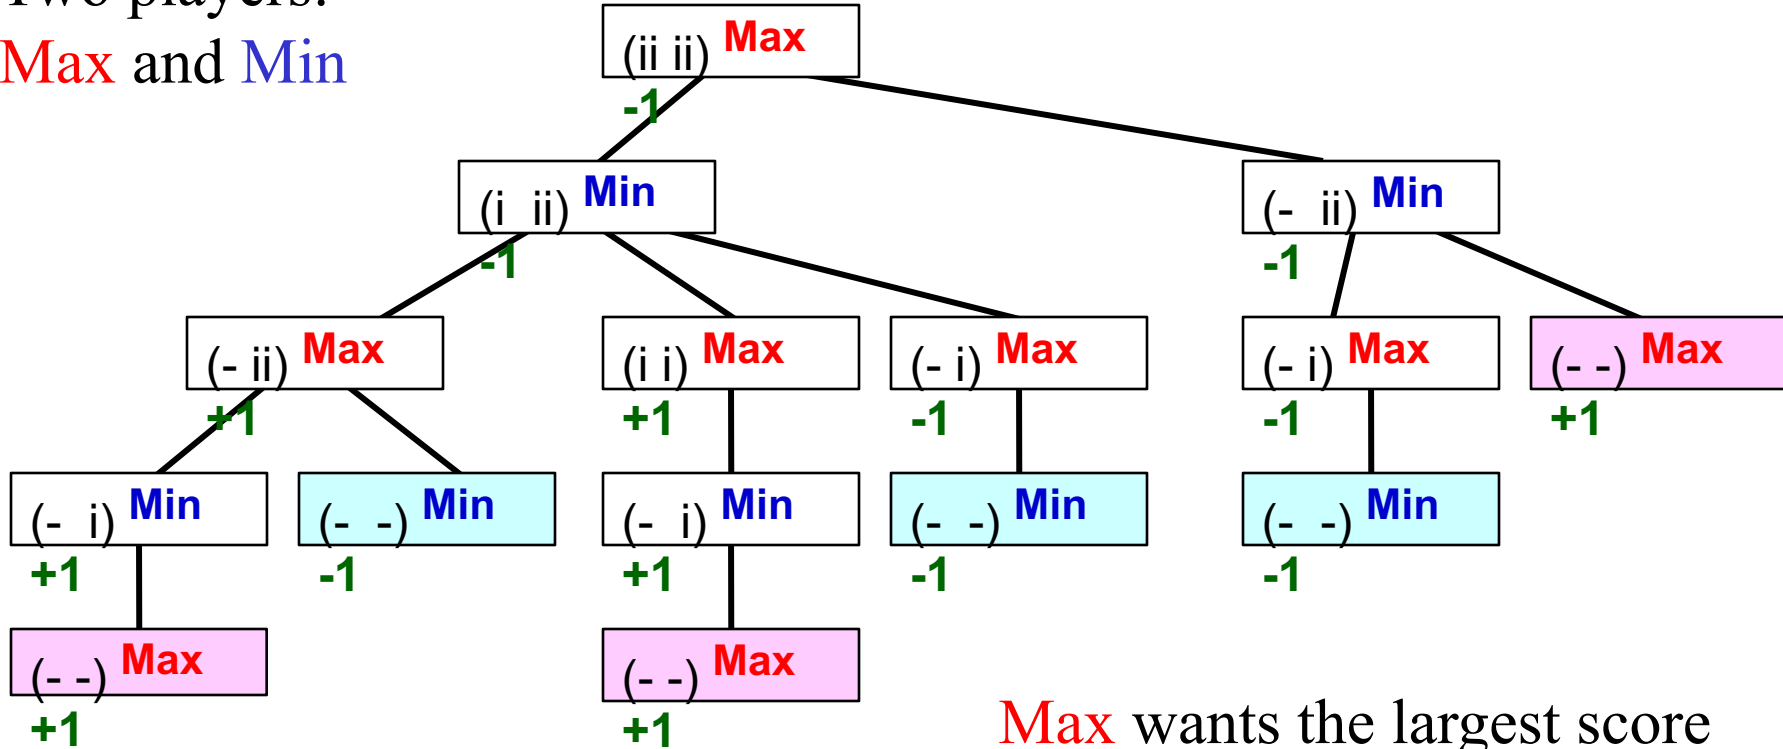 Two players:
Max and Min
(ii ii) Max
-1
(i ii) Min
-1
(- ii) Min
-1
(- ii) Max
+1
(i i) Max
+1
(- i) Max
-1
(- i) Max
-1
(- -) Max
+1
(- i) Min
+1
(- -) Min
-1
(- i) Min
+1
(- -) Min
-1
(- -) Min
-1
(- -) Max
+1
(- -) Max
+1
Max wants the largest score